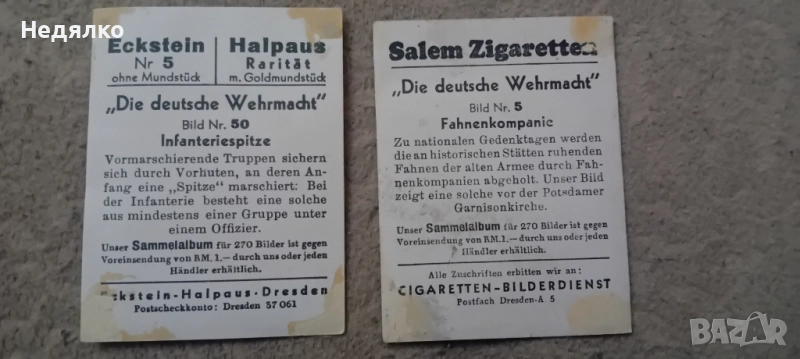 Недялко
Eckstein
Nr 5
ohne Mundstück
Halpaus
Rarität
m. Goldmundstück
„Die deutsche Wehrmacht"
Bild Nr. 50
Infanteriespitze
Vormarschierende Truppen sichern
sich durch Vorhuten, an deren An-
fang eine „Spitze" marschiert: Bei
der Infanterie besteht eine solche
aus mindestens einer Gruppe unter
einem Offizier.
Unser Sammelalbum für 270 Bilder ist gegen
Voreinsendung von RM. 1.— durch uns oder jeden
Händler erhältlich.
Eckstein-Halpaus-Dresden
Postscheckkonto: Dresden 57 061
Salem Zigaretten
„Die deutsche Wehrmacht"
Bild Nr. 5
Fahnenkompanie
Zu nationalen Gedenktagen werden
die an historischen Stätten ruhenden
Fahnen der alten Armee durch Fah-
nenkompanien abgeholt. Unser Bild
zeigt eine solche vor der Potsdamer
Garnisonkirche.
Unser Sammelalbum für 270 Bilder ist gegen
Voreinsendung von RM. 1.— durch uns oder jeden
Händler erhältlich.
Alle Zuschriften erbitten wir an:
CIGARETTEN-BILDERDIENST
Postfach Dresden-A. 5
BAZAR
bg